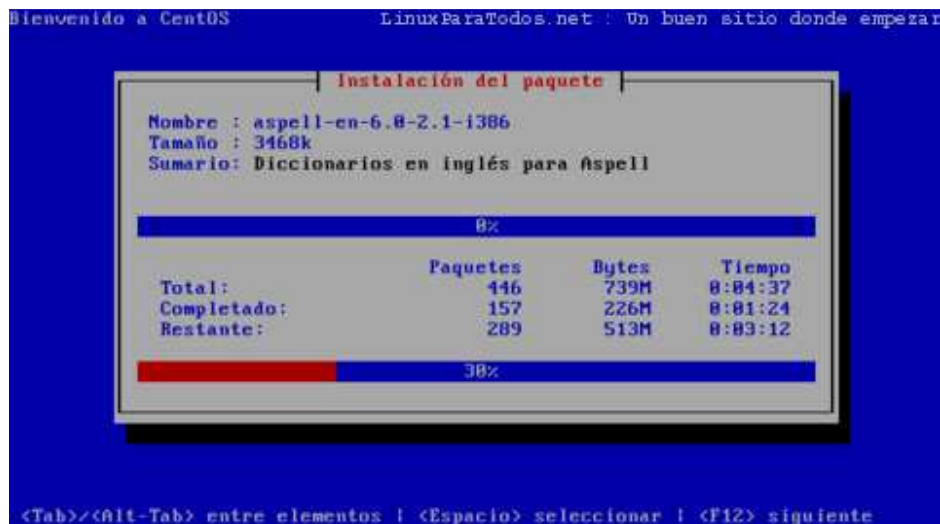 Bienvenido a CentOS LinuxParaTodos.net : Un buen sitio donde empezar
Instalación del paquete
Nombre : aspell-en-6.0-2.1-i386
Tamaño : 3468k
Sumario: Diccionarios en inglés para Aspell
0%
Paquetes Bytes Tiempo
Total: 446 739M 0:04:37
Completado: 157 226M 0:01:24
Restante: 289 513M 0:03:12
30%
<Tab>/<Alt-Tab> entre elementos | <Espacio> seleccionar | <F12> siguiente